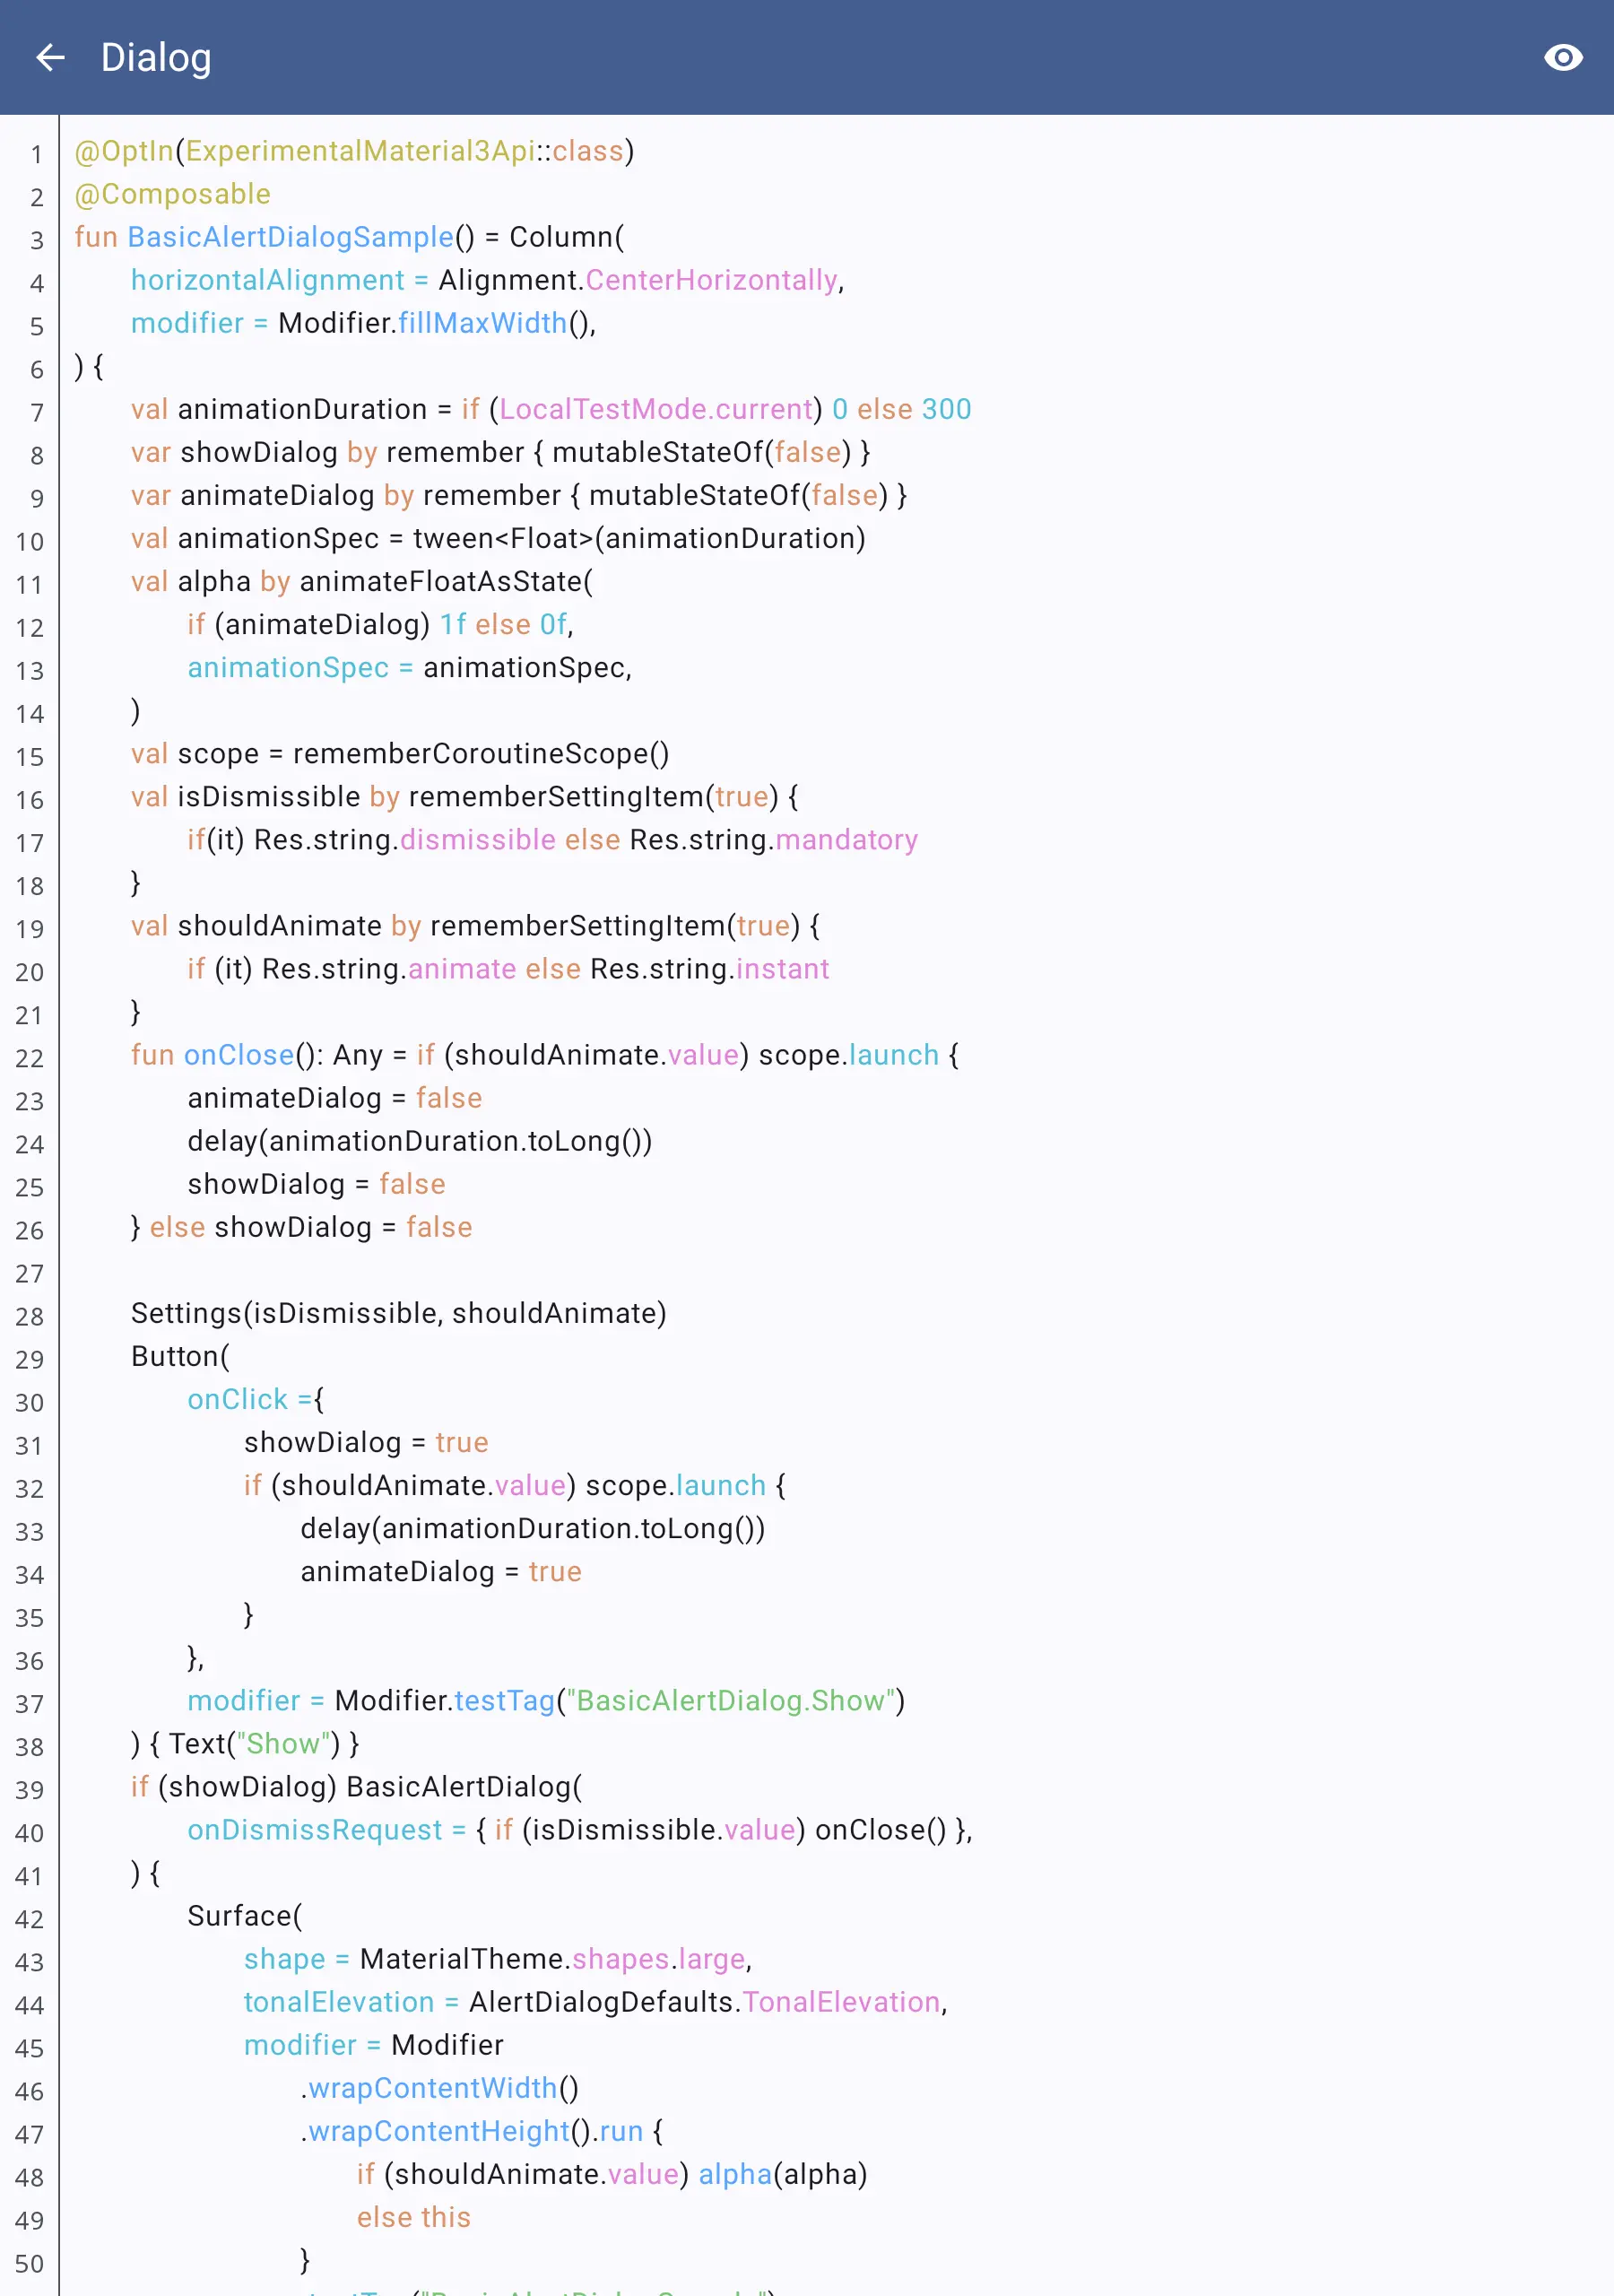 Dialog
1 @OptIn(ExperimentalMaterial3Api::class)
2 @Composable
3 fun BasicAlertDialogSample() = Column(
4 horizontalAlignment = Alignment.CenterHorizontally,
5 modifier = Modifier.fillMaxWidth(),
6 ) {
7 val animationDuration = if (LocalTestMode.current) 0 else 300
8 var showDialog by remember { mutableStateOf(false) }
9 var animateDialog by remember { mutableStateOf(false) }
10 val animationSpec = tween<Float>(animationDuration)
11 val alpha by animateFloatAsState(
12 if (animateDialog) 1f else 0f,
13 animationSpec = animationSpec,
14 )
15 val scope = rememberCoroutineScope()
16 val isDismissible by rememberSettingItem(true) {
17 if(it) Res.string.dismissible else Res.string.mandatory
18 }
19 val shouldAnimate by rememberSettingItem(true) {
20 if (it) Res.string.animate else Res.string.instant
21 }
22 fun onClose(): Any = if (shouldAnimate.value) scope.launch {
23 animateDialog = false
24 delay(animationDuration.toLong())
25 showDialog = false
26 } else showDialog = false
27
28 Settings(isDismissible, shouldAnimate)
29 Button(
30 onClick ={
31 showDialog = true
32 if (shouldAnimate.value) scope.launch {
33 delay(animationDuration.toLong())
34 animateDialog = true
35 }
36 },
37 modifier = Modifier.testTag("BasicAlertDialog.Show")
38 ) { Text("Show") }
39 if (showDialog) BasicAlertDialog(
40 onDismissRequest = { if (isDismissible.value) onClose() },
41 ) {
42 Surface(
43 shape = MaterialTheme.shapes.large,
44 tonalElevation = AlertDialogDefaults.TonalElevation,
45 modifier = Modifier
46 .wrapContentWidth()
47 .wrapContentHeight().run {
48 if (shouldAnimate.value) alpha(alpha)
49 else this
50 }